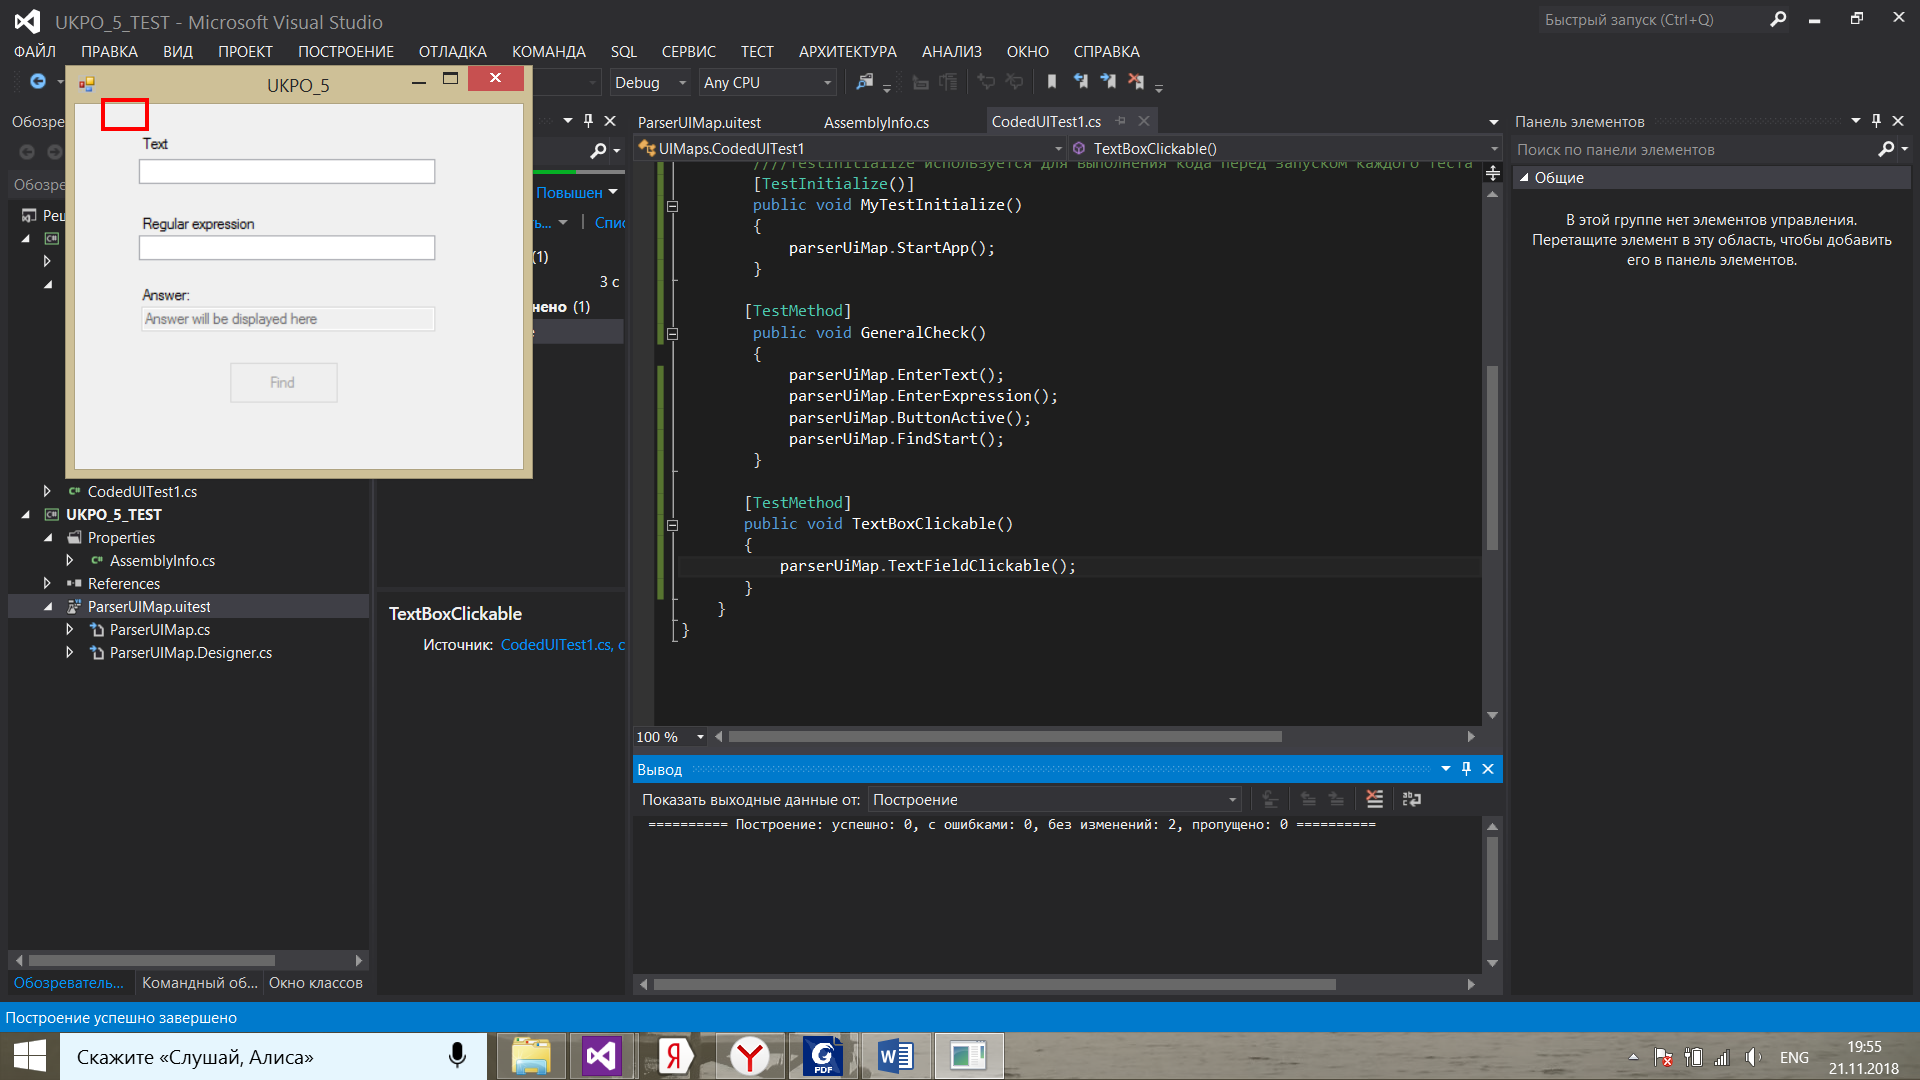 UKPO_5_TEST - Microsoft Visual Studio
Быстрый запуск (Ctrl+Q)
ФАЙЛ ПРАВКА ВИД ПРОЕКТ ПОСТРОЕНИЕ ОТЛАДКА КОМАНДА SQL СЕРВИС ТЕСТ АРХИТЕКТУРА АНАЛИЗ ОКНО СПРАВКА
Debug Any CPU
UKPO_5
Text
Regular expression
Answer:
Answer will be displayed here
Find
Обозре
Обозре
Реш
CodedUITest1.cs
UKPO_5_TEST
Properties
AssemblyInfo.cs
References
ParserUIMap.uitest
ParserUIMap.cs
ParserUIMap.Designer.cs
Обозреватель... Командный об... Окно классов
Повышен
ь... Спис
(1)
3 с
нено (1)
TextBoxClickable
Источник: CodedUITest1.cs, с
ParserUIMap.uitest AssemblyInfo.cs CodedUITest1.cs
UIMaps.CodedUITest1 TextBoxClickable()
////TestInitialize используется для выполнения кода перед запуском каждого теста
[TestInitialize()]
public void MyTestInitialize()
{
parserUiMap.StartApp();
}
[TestMethod]
public void GeneralCheck()
{
parserUiMap.EnterText();
parserUiMap.EnterExpression();
parserUiMap.ButtonActive();
parserUiMap.FindStart();
}
[TestMethod]
public void TextBoxClickable()
{
parserUiMap.TextFieldClickable();
}
}
}
100 %
Вывод
Показать выходные данные от: Построение
========== Построение: успешно: 0, с ошибками: 0, без изменений: 2, пропущено: 0 ==========
Панель элементов
Поиск по панели элементов
Общие
В этой группе нет элементов управления.
Перетащите элемент в эту область, чтобы добавить
его в панель элементов.
Построение успешно завершено
Скажите «Слушай, Алиса»
Я
Y
G
PDF
W
ENG
19:55
21.11.2018